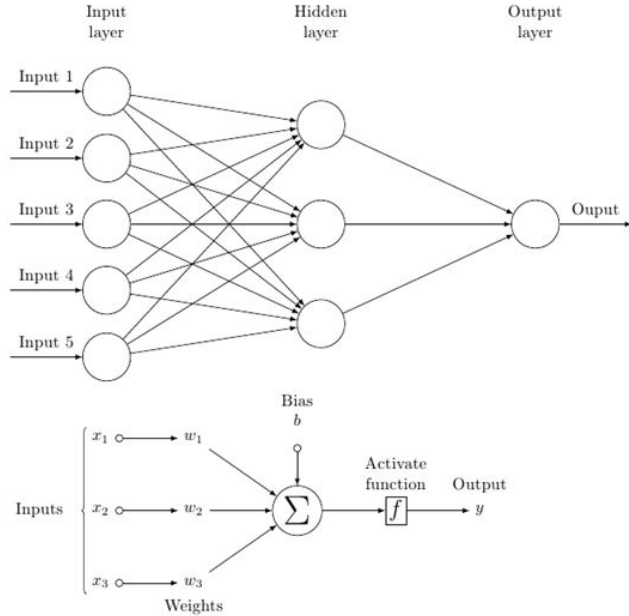 Input
layer
Hidden
layer
Output
layer
Input 1
Input 2
Input 3
Input 4
Input 5
Ouput
Bias
b
x₁
w₁
Activate
function
Output
Inputs
x₂
w₂
∑
f
y
x₃
w₃
Weights